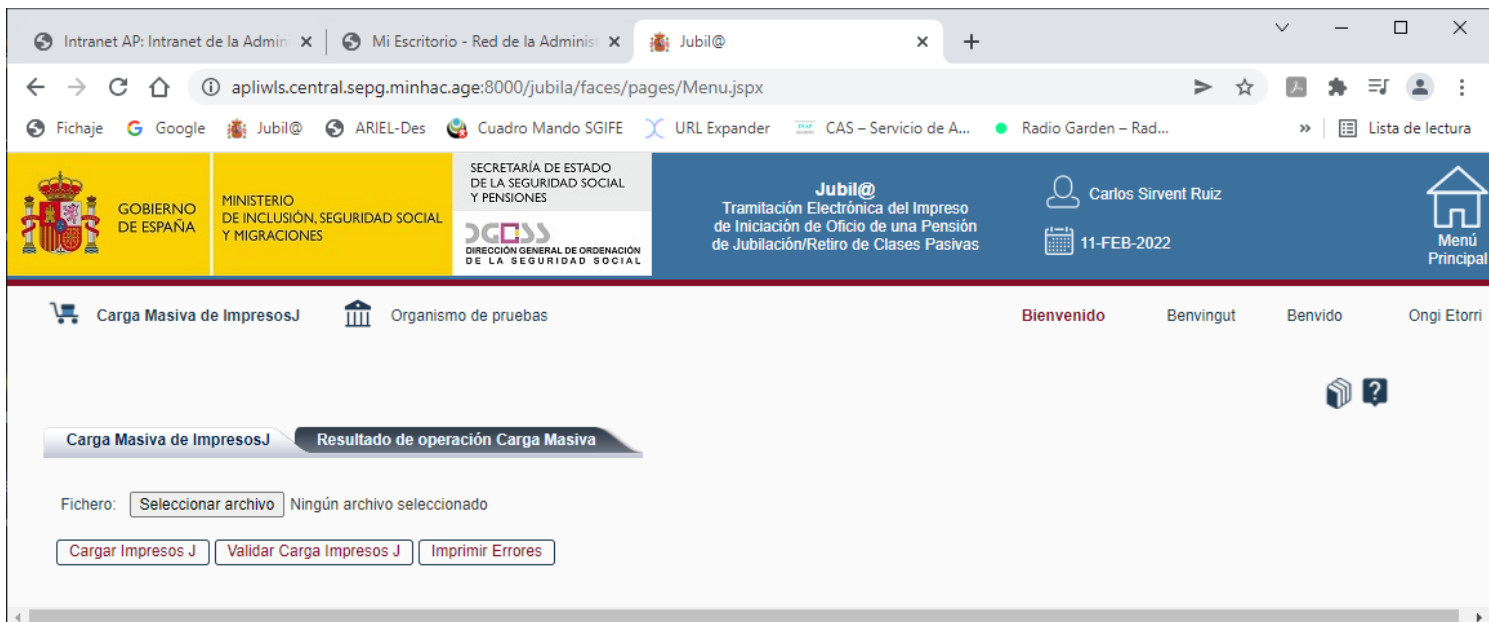 Intranet AP: Intranet de la Admin
Mi Escritorio - Red de la Adminis
Jubil@
apliwls.central.sepg.minhac.age:8000/jubila/faces/pages/Menu.jspx
Fichaje
Google
Jubil@
ARIEL-Des
Cuadro Mando SGIFE
URL Expander
CAS – Servicio de A...
Radio Garden – Rad...
»
Lista de lectura
GOBIERNO
DE ESPAÑA
MINISTERIO
DE INCLUSIÓN, SEGURIDAD SOCIAL
Y MIGRACIONES
SECRETARÍA DE ESTADO
DE LA SEGURIDAD SOCIAL
Y PENSIONES
DGOSS
DIRECCIÓN GENERAL DE ORDENACIÓN
DE LA SEGURIDAD SOCIAL
Jubil@
Tramitación Electrónica del Impreso
de Iniciación de Oficio de una Pensión
de Jubilación/Retiro de Clases Pasivas
Carlos Sirvent Ruiz
11-FEB-2022
Menú
Principal
Carga Masiva de ImpresosJ
Organismo de pruebas
Bienvenido
Benvingut
Benvido
Ongi Etorri
Carga Masiva de ImpresosJ
Resultado de operación Carga Masiva
Fichero:
Seleccionar archivo
Ningún archivo seleccionado
Cargar Impresos J
Validar Carga Impresos J
Imprimir Errores